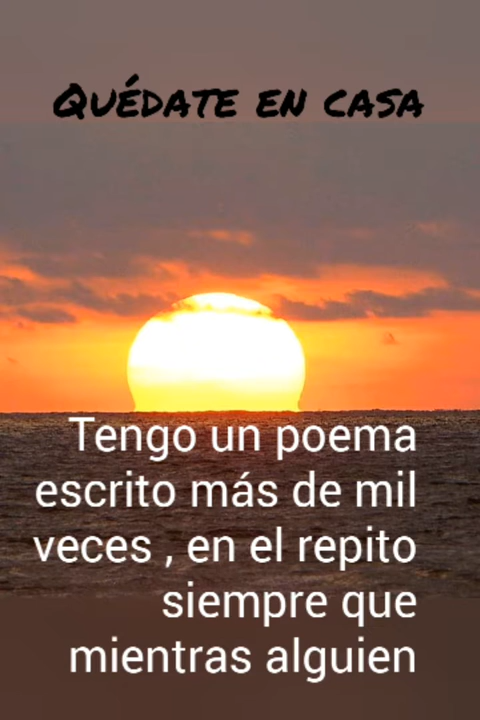 Quédate en casa
Tengo un poema
escrito más de mil
veces , en el repito
siempre que
mientras alguien